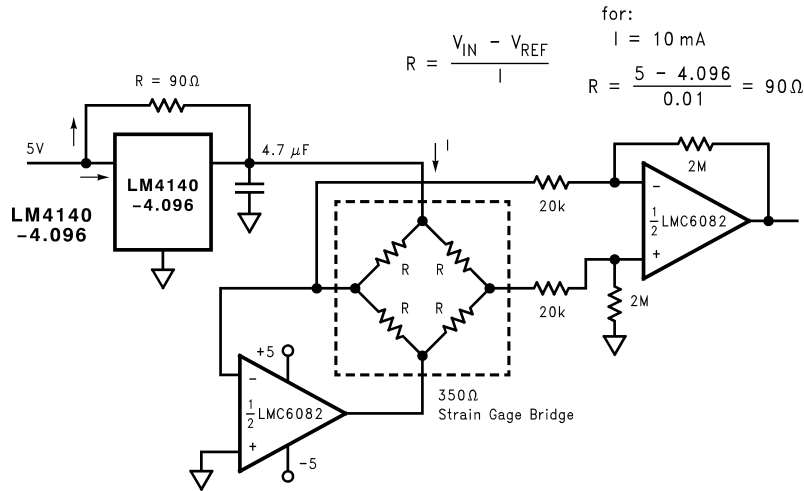 for:
I = 10 mA
R = (V_IN − V_REF) / I
R = (5 − 4.096) / 0.01 = 90Ω
R = 90Ω
5V
4.7 μF
I
LM4140
−4.096
LM4140
−4.096
20k
2M
1/2 LMC6082
−
+
R
R
R
R
20k
2M
+5
−
1/2 LMC6082
+
−5
350Ω
Strain Gage Bridge